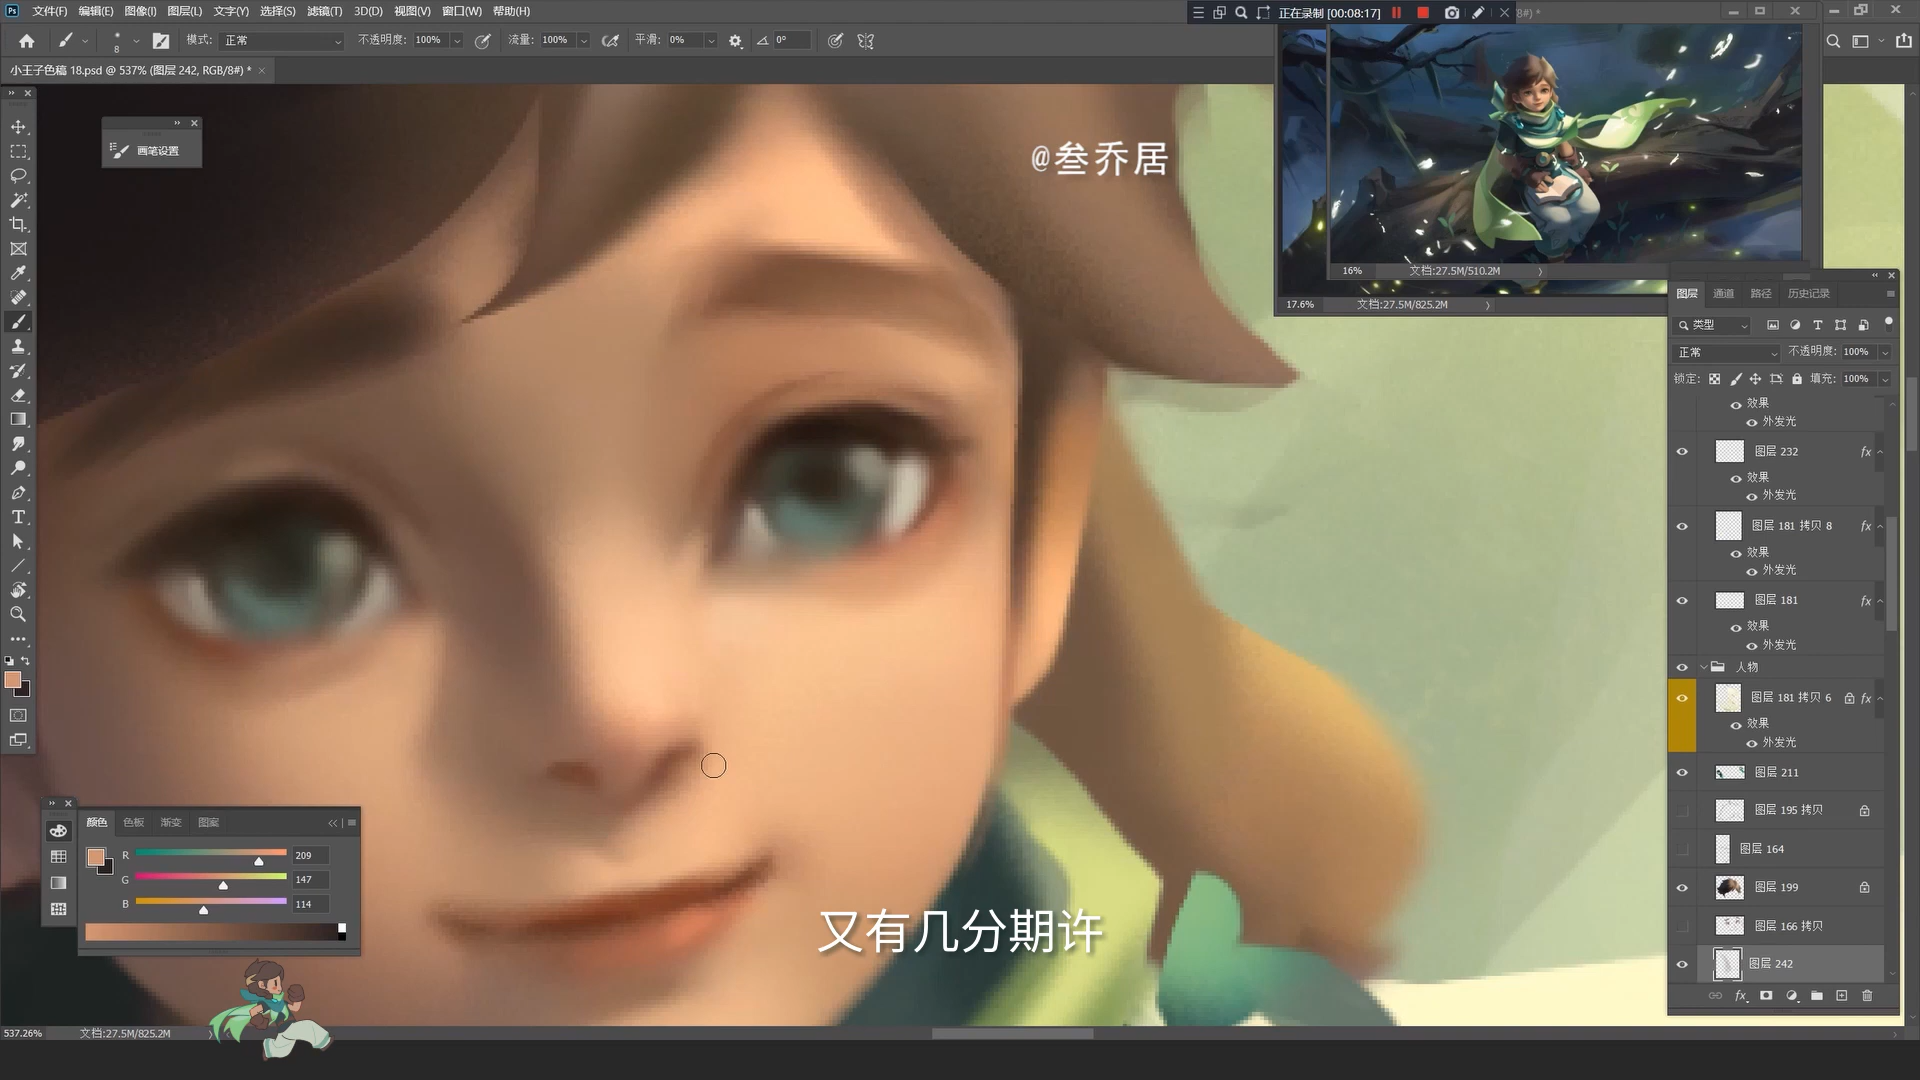 文件(F) 编辑(E) 图像(I) 图层(L) 文字(Y) 选择(S) 滤镜(T) 3D(D) 视图(V) 窗口(W) 帮助(H)
正在录制 [00:08:17]
/8#) *
8
模式: 正常 不透明度: 100% 流量: 100% 平滑: 0% 0°
小王子色稿 18.psd @ 537% (图层 242, RGB/8#) * ×
画笔设置
@叁乔居
16% 文档:27.5M/510.2M
17.6% 文档:27.5M/825.2M
图层 通道 路径 历史记录
类型
正常 不透明度: 100%
锁定: 填充: 100%
效果
外发光
图层 232 fx
效果
外发光
图层 181 拷贝 8 fx
效果
外发光
图层 181 fx
效果
外发光
人物
图层 181 拷贝 6 fx
效果
外发光
图层 211
图层 195 拷贝
图层 164
图层 199
图层 166 拷贝
图层 242
fx
颜色 色板 渐变 图案
R 209
G 147
B 114
又有几分期许
537.26% 文档:27.5M/825.2M